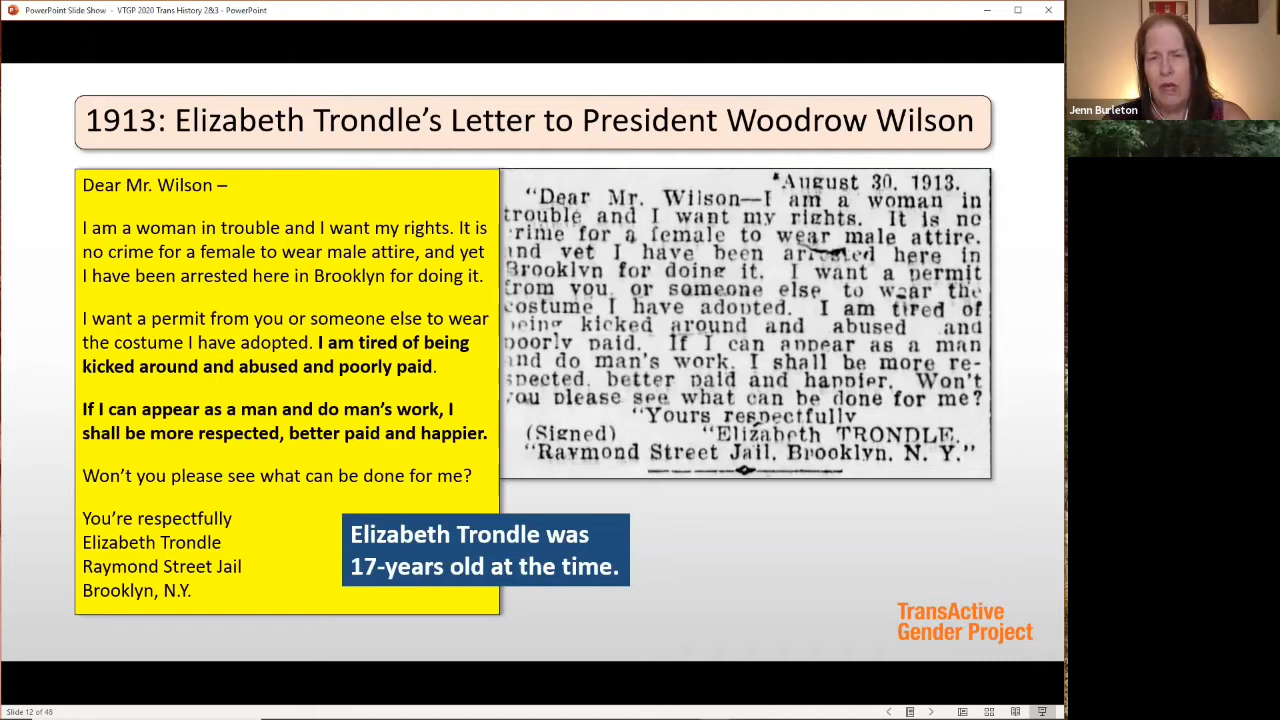 PowerPoint Slide Show - VTGP 2020 Trans History 2&3 - PowerPoint
Jenn Burleton
1913: Elizabeth Trondle’s Letter to President Woodrow Wilson
Dear Mr. Wilson –
I am a woman in trouble and I want my rights. It is
no crime for a female to wear male attire, and yet
I have been arrested here in Brooklyn for doing it.
I want a permit from you or someone else to wear
the costume I have adopted. I am tired of being
kicked around and abused and poorly paid.
If I can appear as a man and do man’s work, I
shall be more respected, better paid and happier.
Won’t you please see what can be done for me?
You’re respectfully
Elizabeth Trondle
Raymond Street Jail
Brooklyn, N.Y.
"August 30, 1913.
"Dear Mr. Wilson—I am a woman in
trouble and I want my rights. It is no
rime for a female to wear male attire.
and yet I have been arrested here in
Brooklyn for doing it. I want a permit
from you, or someone else to wear the
costume I have adopted. I am tired of
being kicked around and abused and
poorly paid. If I can appear as a man
and do man's work, I shall be more re-
spected, better paid and happier. Won't
you please see what can be done for me?
"Yours respectfully
(Signed) "Elizabeth TRONDLE.
"Raymond Street Jail, Brooklyn, N. Y."
Elizabeth Trondle was
17-years old at the time.
TransActive
Gender Project
Slide 12 of 48